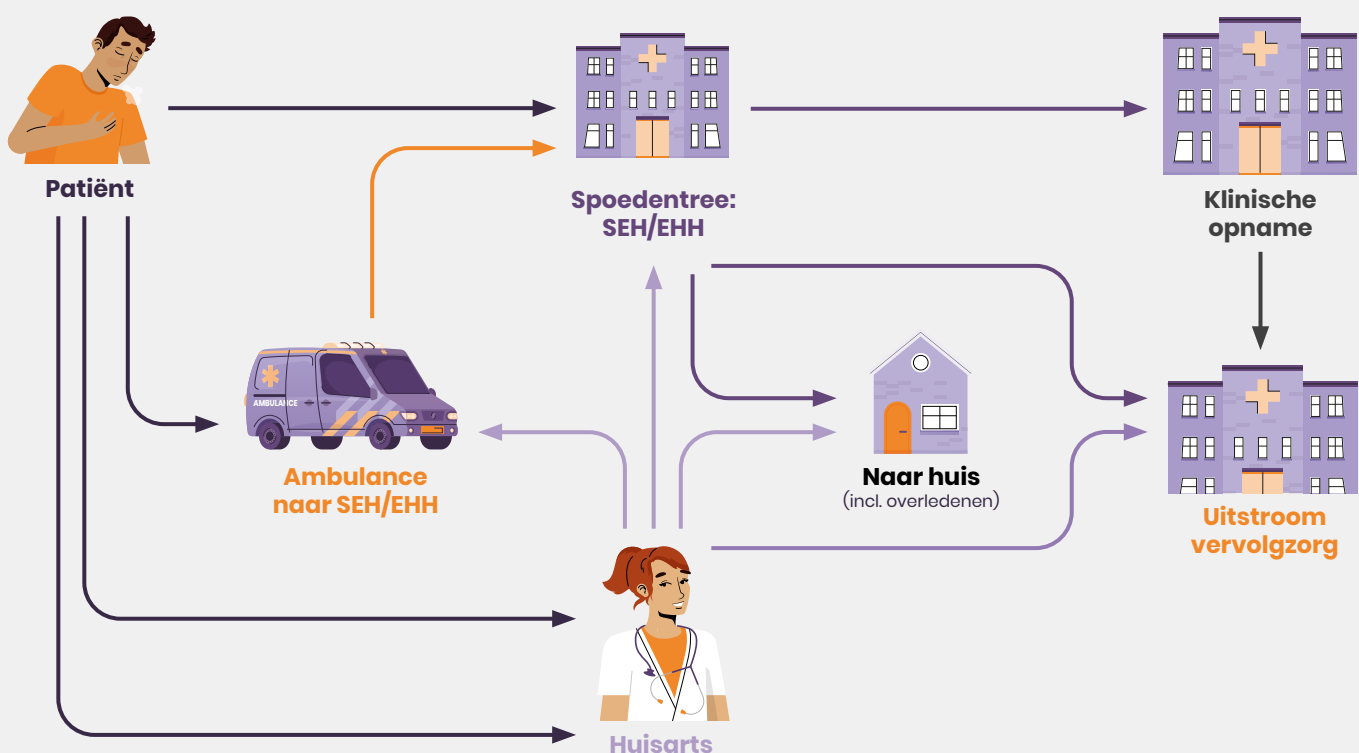 Patiënt
Spoedentree:
SEH/EHH
Klinische
opname
AMBULANCE
Ambulance
naar SEH/EHH
Naar huis
(incl. overledenen)
Uitstroom
vervolgzorg
Huisarts